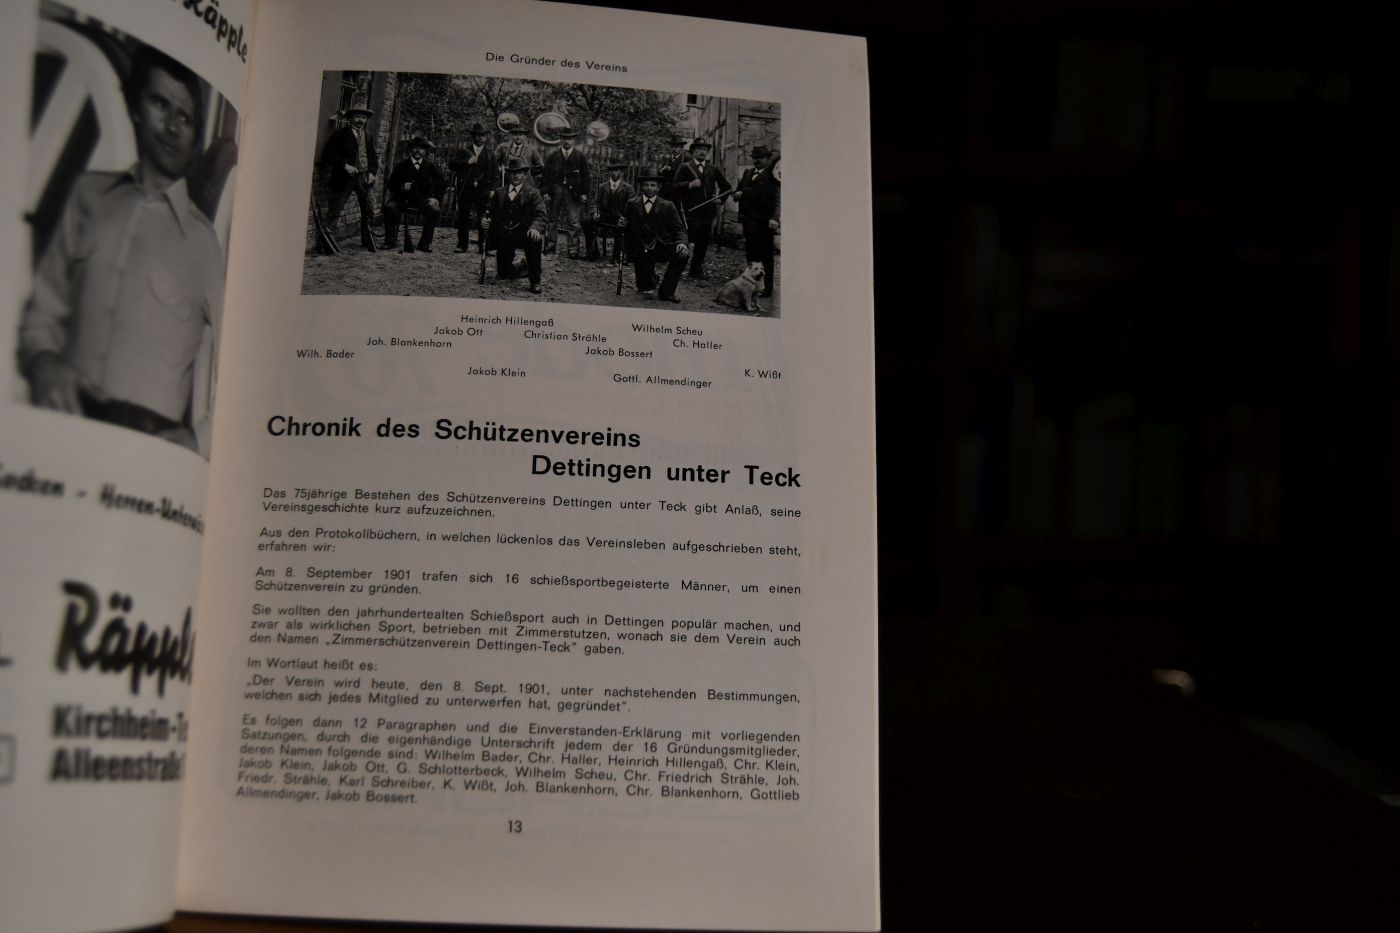 Räpple
Herren-
Kirchheim-
Alleenstraße
Die Gründer des Vereins
Heinrich Hillengaß
Wilhelm Scheu
Jakob Ott
Christian Strähle
Ch. Haller
Joh. Blankenhorn
Jakob Bossert
Wilh. Bader
K. Wißt
Jakob Klein
Gottl. Allmendinger
Chronik des Schützenvereins
Dettingen unter Teck
Das 75jährige Bestehen des Schützenvereins Dettingen unter Teck gibt Anlaß, seine
Vereinsgeschichte kurz aufzuzeichnen.
Aus den Protokollbüchern, in welchen lückenlos das Vereinsleben aufgeschrieben steht,
erfahren wir:
Am 8. September 1901 trafen sich 16 schießsportbegeisterte Männer, um einen
Schützenverein zu gründen.
Sie wollten den jahrhundertealten Schießsport auch in Dettingen populär machen, und
zwar als wirklichen Sport, betrieben mit Zimmerstutzen, wonach sie dem Verein auch
den Namen „Zimmerschützenverein Dettingen-Teck“ gaben.
Im Wortlaut heißt es:
„Der Verein wird heute, den 8. Sept. 1901, unter nachstehenden Bestimmungen,
welchen sich jedes Mitglied zu unterwerfen hat, gegründet“.
Es folgen dann 12 Paragraphen und die Einverstanden-Erklärung mit vorliegenden
Satzungen, durch die eigenhändige Unterschrift jedem der 16 Gründungsmitglieder,
deren Namen folgende sind: Wilhelm Bader, Chr. Haller, Heinrich Hillengaß, Chr. Klein,
Jakob Klein, Jakob Ott, G. Schlotterbeck, Wilhelm Scheu, Chr. Friedrich Strähle, Joh.
Friedr. Strähle, Karl Schreiber, K. Wißt, Joh. Blankenhorn, Chr. Blankenhorn, Gottlieb
Allmendinger, Jakob Bossert.
13